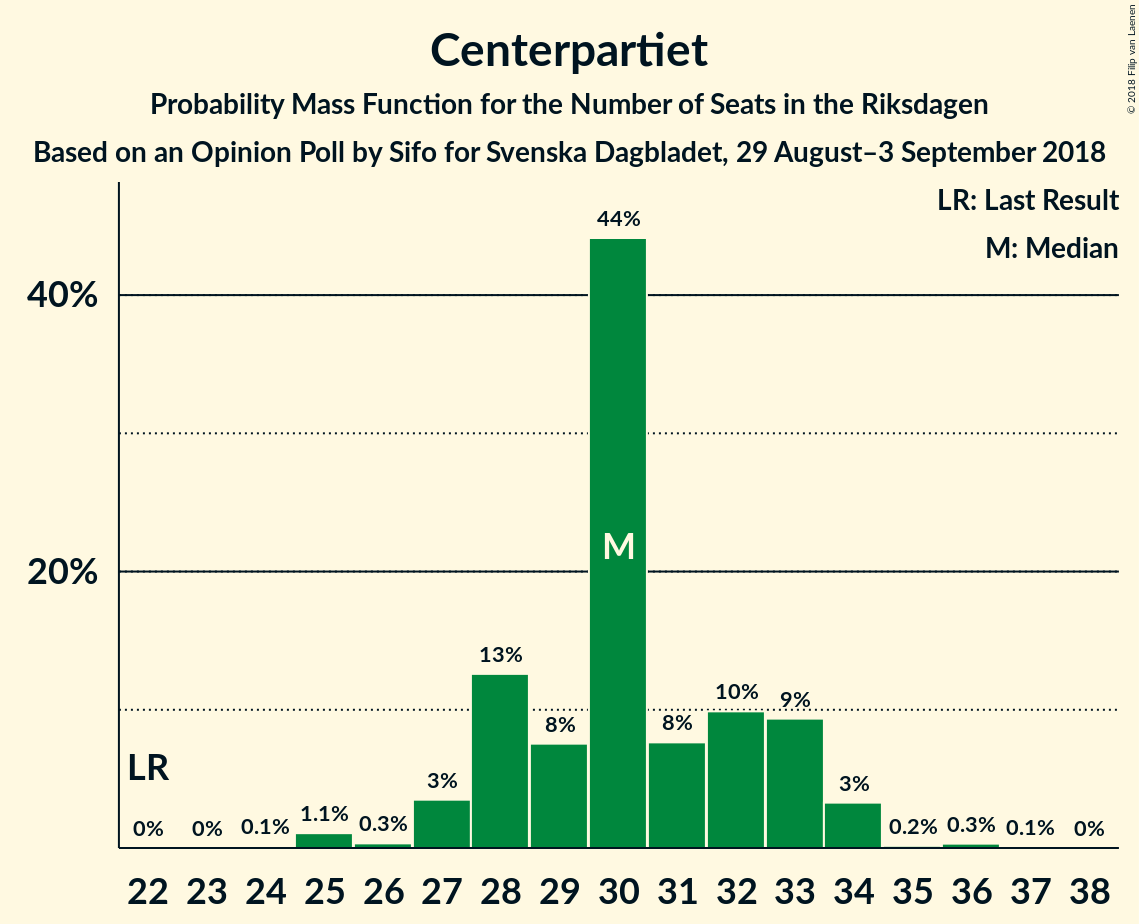 Centerpartiet
Probability Mass Function for the Number of Seats in the Riksdagen
Based on an Opinion Poll by Sifo for Svenska Dagbladet, 29 August–3 September 2018
© 2018 Filip van Laenen
LR: Last Result
M: Median
40%
20%
LR
M
0%
0%
0.1%
1.1%
0.3%
3%
13%
8%
44%
8%
10%
9%
3%
0.2%
0.3%
0.1%
0%
22 23 24 25 26 27 28 29 30 31 32 33 34 35 36 37 38